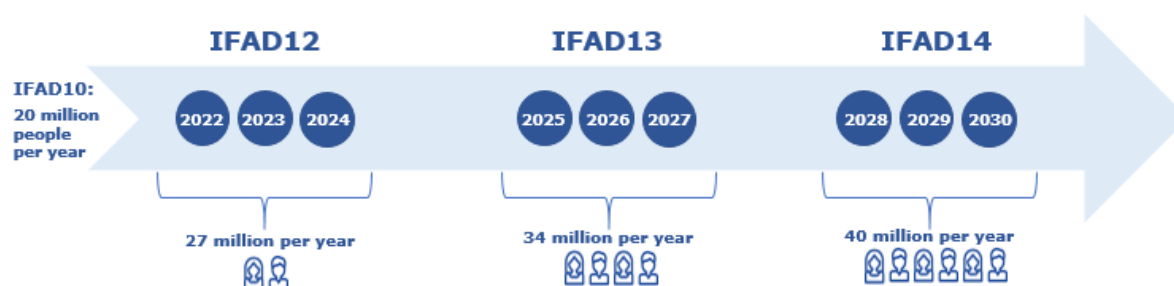 IFAD12
IFAD13
IFAD14
IFAD10:
20 million
people
per year
2022 2023 2024
2025 2026 2027
2028 2029 2030
27 million per year
34 million per year
40 million per year